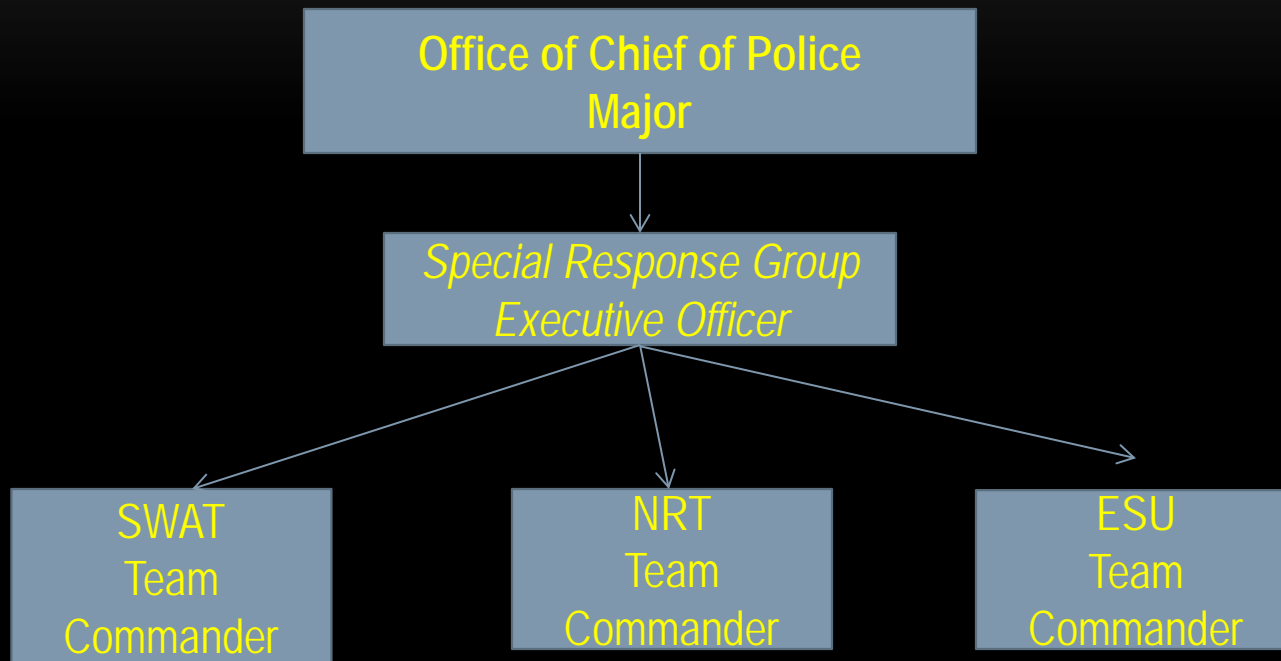 Office of Chief of Police
Major
Special Response Group
Executive Officer
SWAT
Team
Commander
NRT
Team
Commander
ESU
Team
Commander